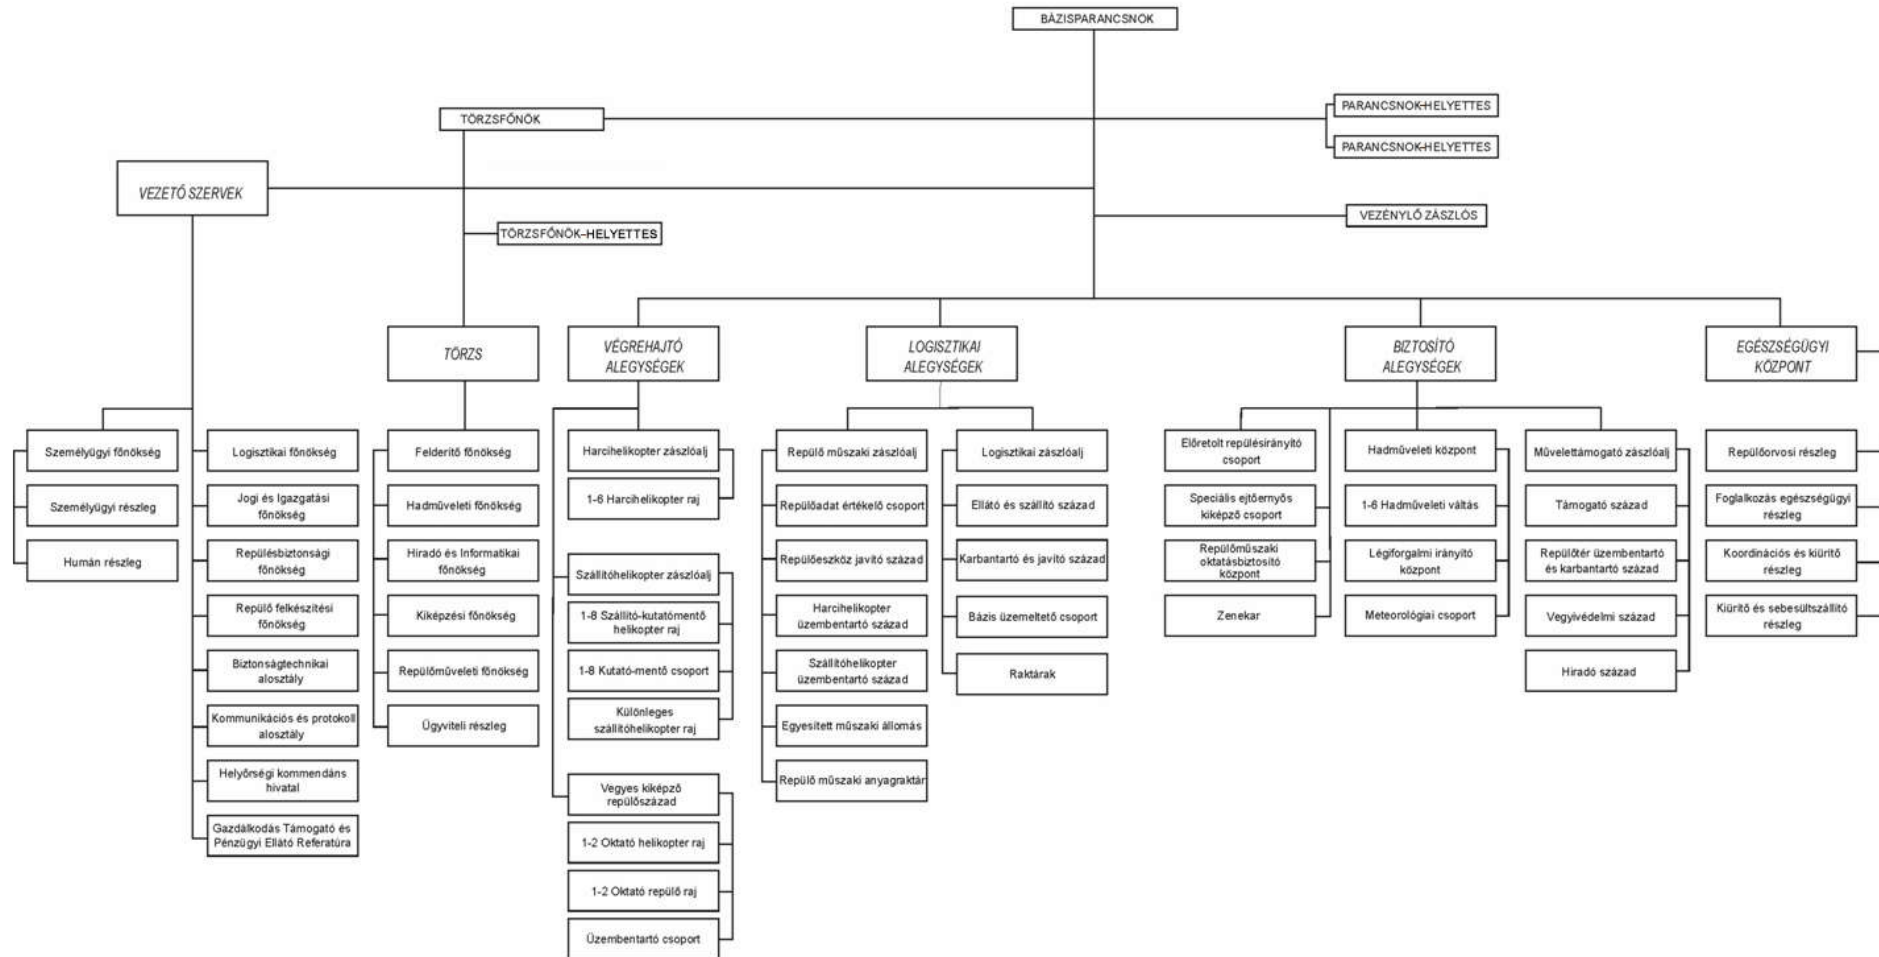 BÁZISPARANCSNOK
TÖRZSFŐNÖK
PARANCSNOK-HELYETTES
PARANCSNOK-HELYETTES
VEZETŐ SZERVEK
VEZÉNYLŐ ZÁSZLÓS
TÖRZSFŐNÖK-HELYETTES
TÖRZS
VÉGREHAJTÓ
ALEGYSÉGEK
LOGISZTIKAI
ALEGYSÉGEK
BIZTOSÍTÓ
ALEGYSÉGEK
EGÉSZSÉGÜGYI
KÖZPONT
Személyügyi főnökség
Személyügyi részleg
Humán részleg
Logisztikai főnökség
Jogi és Igazgatási
főnökség
Repülésbiztonsági
főnökség
Repülő felkészítési
főnökség
Biztonságtechnikai
alosztály
Kommunikációs és protokoll
alosztály
Helyőrségi kommendáns
hivatal
Gazdálkodás Támogató és
Pénzügyi Ellátó Referatúra
Felderítő főnökség
Hadműveleti főnökség
Híradó és Informatikai
főnökség
Kiképzési főnökség
Repülőműveleti főnökség
Ügyviteli részleg
Harcihelikopter zászlóalj
1-6 Harcihelikopter raj
Szállítóhelikopter zászlóalj
1-8 Szállító-kutatómentő
helikopter raj
1-8 Kutató-mentő csoport
Különleges
szállítóhelikopter raj
Vegyes kiképző
repülőszázad
1-2 Oktató helikopter raj
1-2 Oktató repülő raj
Üzembentartó csoport
Repülő műszaki zászlóalj
Repülőadat értékelő csoport
Repülőeszköz javító század
Harcihelikopter
üzembentartó század
Szállítóhelikopter
üzembentartó század
Egyesített műszaki állomás
Repülő műszaki anyagraktár
Logisztikai zászlóalj
Ellátó és szállító század
Karbantartó és javító század
Bázis üzemeltető csoport
Raktárak
Előretolt repülésirányító
csoport
Speciális ejtőernyős
kiképző csoport
Repülőműszaki
oktatásbiztosító
központ
Zenekar
Hadműveleti központ
1-6 Hadműveleti váltás
Légiforgalmi irányító
központ
Meteorológiai csoport
Művelettámogató zászlóalj
Támogató század
Repülőtér üzembentartó
és karbantartó század
Vegyivédelmi század
Híradó század
Repülőorvosi részleg
Foglalkozás egészségügyi
részleg
Koordinációs és kiürítő
részleg
Kiürítő és sebesültszállító
részleg